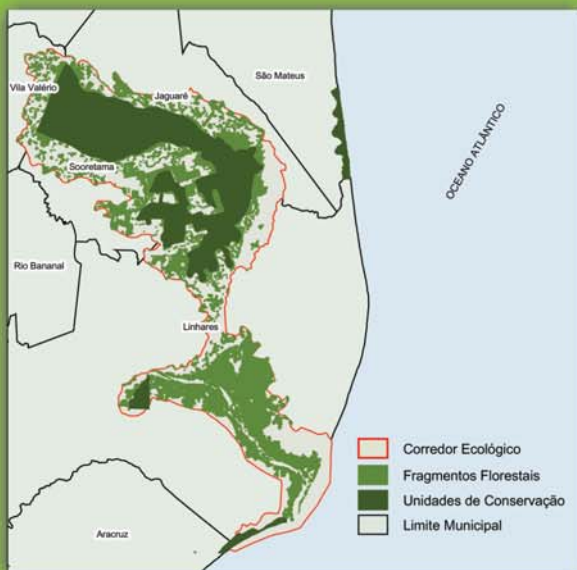 São Mateus
Vila Valério
Jaguaré
OCEANO ATLÂNTICO
Sooretama
Rio Bananal
Linhares
Corredor Ecológico
Fragmentos Florestais
Unidades de Conservação
Limite Municipal
Aracruz